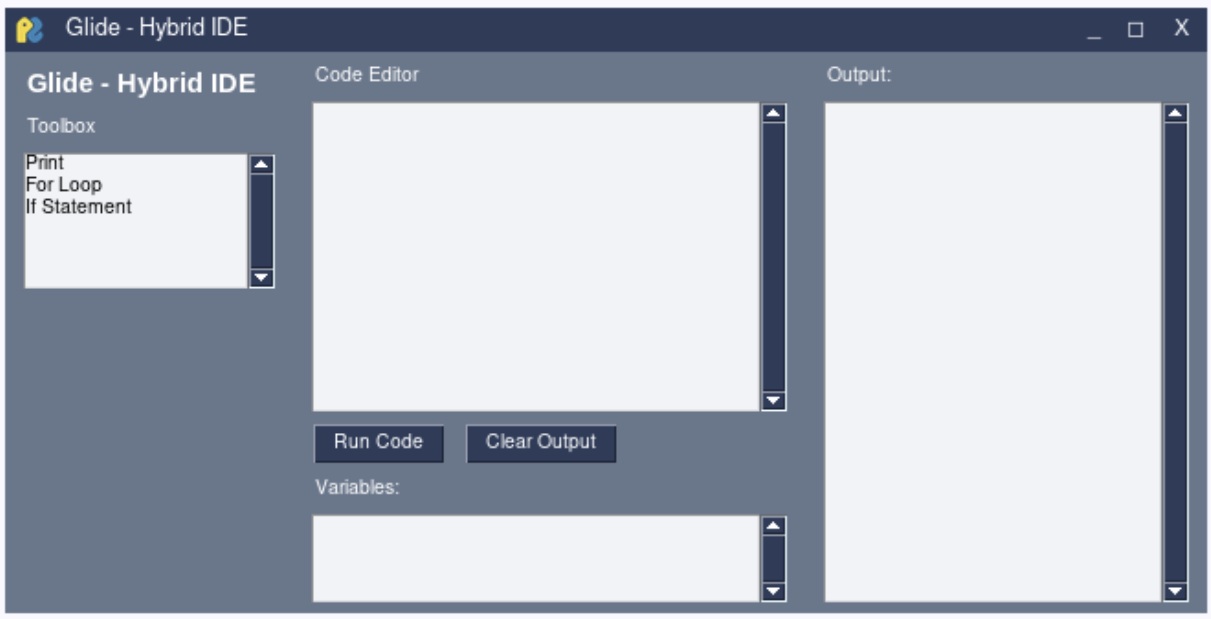 Glide - Hybrid IDE
_ □ X
Glide - Hybrid IDE
Toolbox
Print
For Loop
If Statement
Code Editor
Run Code
Clear Output
Variables:
Output: